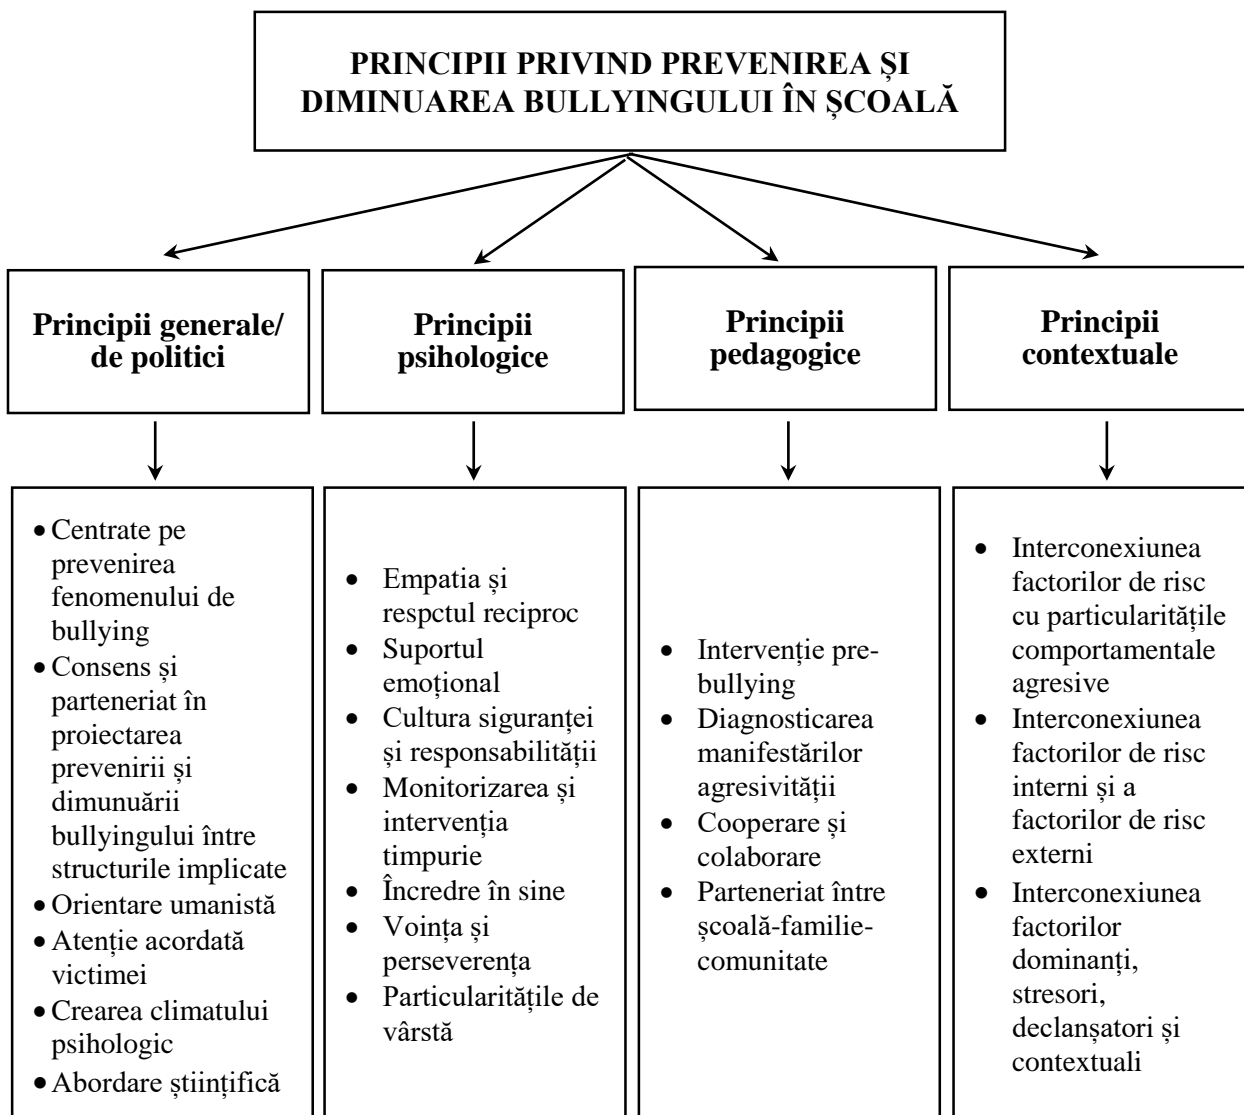 PRINCIPII PRIVIND PREVENIREA ȘI
DIMINUAREA BULLYINGULUI ÎN ȘCOALĂ
Principii generale/
de politici
Principii
psihologice
Principii
pedagogice
Principii
contextuale
• Centrate pe
prevenirea
fenomenului de
bullying
• Consens și
parteneriat în
proiectarea
prevenirii și
dimunuării
bullyingului între
structurile implicate
• Orientare umanistă
• Atenție acordată
victimei
• Crearea climatului
psihologic
• Abordare științifică
• Empatia și
respctul reciproc
• Suportul
emoțional
• Cultura siguranței
și responsabilității
• Monitorizarea și
intervenția
timpurie
• Încredre în sine
• Voința și
perseverența
• Particularitățile de
vârstă
• Intervenție pre-
bullying
• Diagnosticarea
manifestărilor
agresivității
• Cooperare și
colaborare
• Parteneriat între
școală-familie-
comunitate
• Interconexiunea
factorilor de risc
cu particularitățile
comportamentale
agresive
• Interconexiunea
factorilor de risc
interni și a
factorilor de risc
externi
• Interconexiunea
factorilor
dominanți,
stresori,
declanșatori și
contextuali